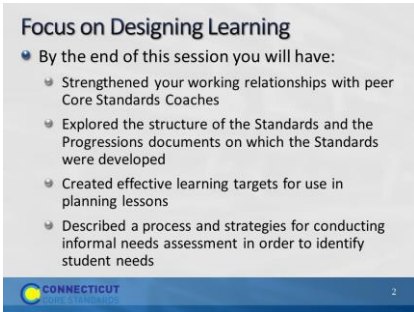 Focus on Designing Learning
By the end of this session you will have:
Strengthened your working relationships with peer
Core Standards Coaches
Explored the structure of the Standards and the
Progressions documents on which the Standards
were developed
Created effective learning targets for use in
planning lessons
Described a process and strategies for conducting
informal needs assessment in order to identify
student needs
CONNECTICUT
CORE STANDARDS
2